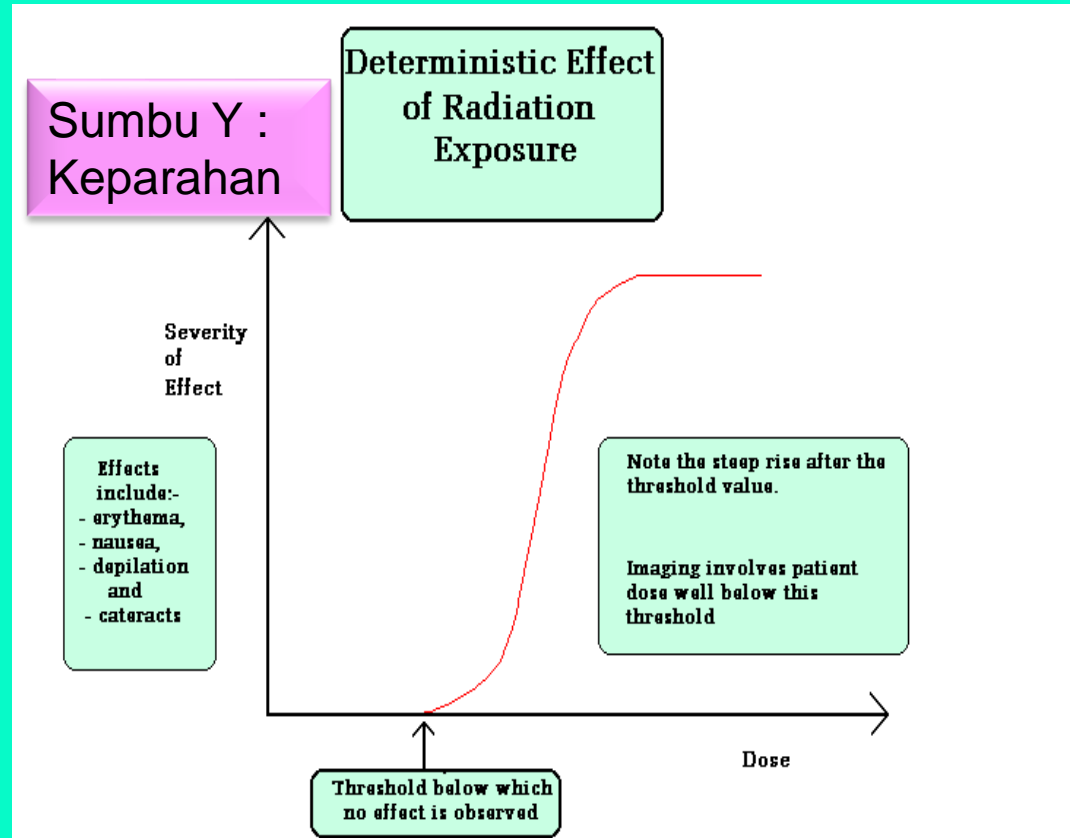 Sumbu Y :
Keparahan
Deterministic Effect
of Radiation
Exposure
Severity
of
Effect
Effects
include:-
- erythema,
- nausea,
- depilation
and
- cateracts
Note the steep rise after the
threshold value.
Imaging involves patient
dose well below this
threshold
Dose
Threshold below which
no effect is observed